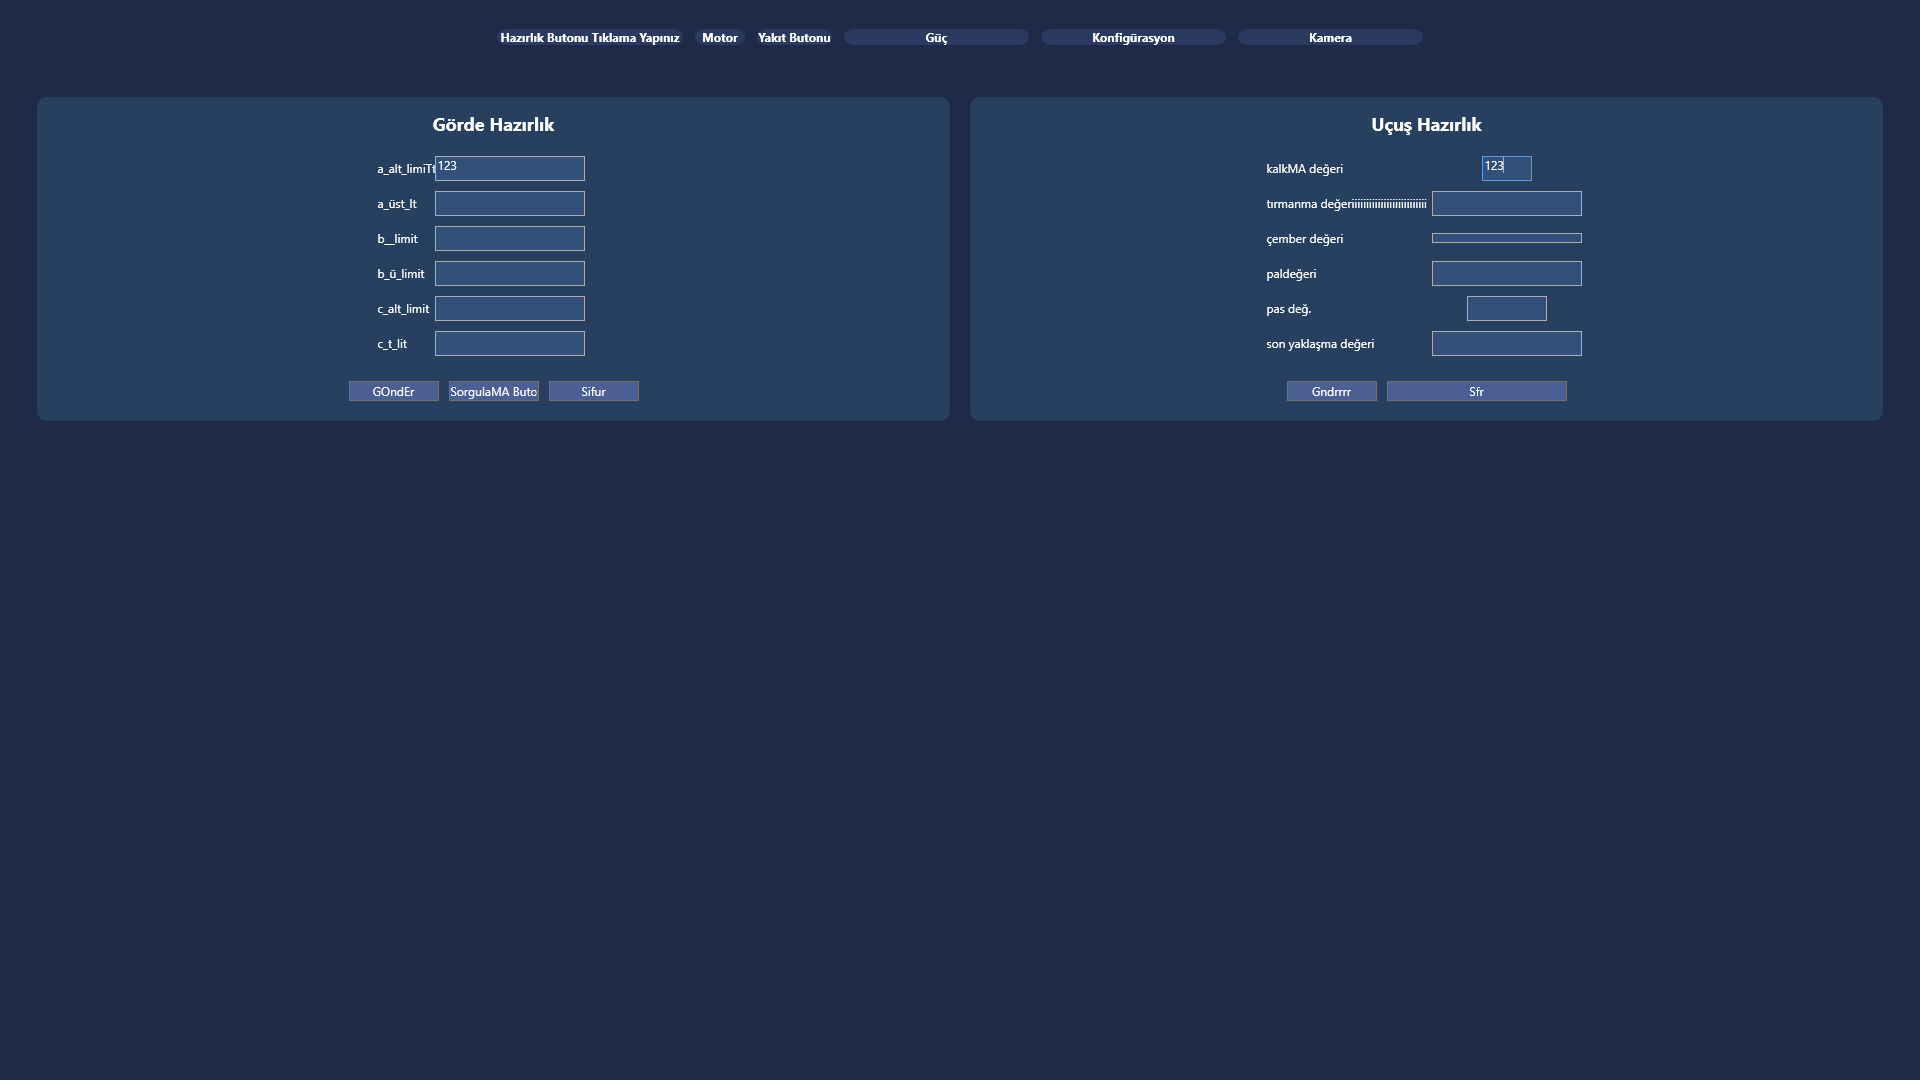 Hazırlık Butonu Tıklama Yapınız Motor Yakıt Butonu Güç Konfigürasyon Kamera
Görde Hazırlık
a_alt_limiTt 123
a_üst_lt
b__limit
b_ü_limit
c_alt_limit
c_t_lit
GOndEr SorgulaMA Buto Sifur
Uçuş Hazırlık
kalkMA değeri 123
tırmanma değeriiiiiiiiiiiiiiiiiiiiiiiiii
çember değeri
paldeğeri
pas değ.
son yaklaşma değeri
Gndrrrr Sfr